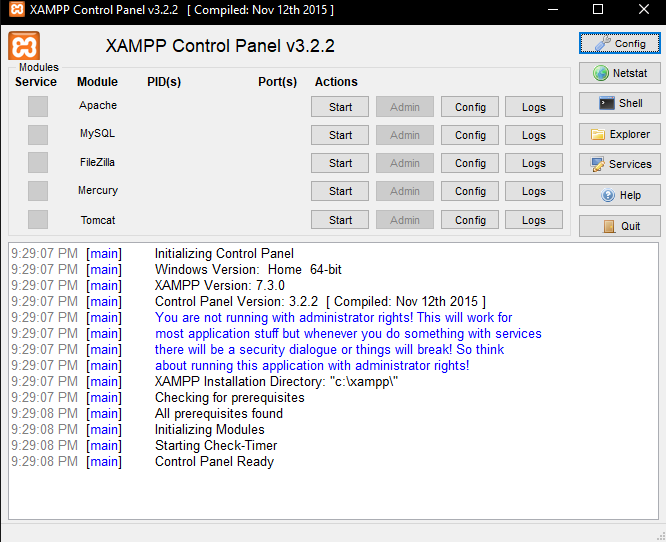 XAMPP Control Panel v3.2.2 [ Compiled: Nov 12th 2015 ]
XAMPP Control Panel v3.2.2
Config
Modules
Service Module PID(s) Port(s) Actions
Netstat
Apache Start Admin Config Logs
Shell
MySQL Start Admin Config Logs
Explorer
FileZilla Start Admin Config Logs
Services
Mercury Start Admin Config Logs
Help
Tomcat Start Admin Config Logs
Quit
9:29:07 PM [main] Initializing Control Panel
9:29:07 PM [main] Windows Version: Home 64-bit
9:29:07 PM [main] XAMPP Version: 7.3.0
9:29:07 PM [main] Control Panel Version: 3.2.2 [ Compiled: Nov 12th 2015 ]
9:29:07 PM [main] You are not running with administrator rights! This will work for
9:29:07 PM [main] most application stuff but whenever you do something with services
9:29:07 PM [main] there will be a security dialogue or things will break! So think
9:29:07 PM [main] about running this application with administrator rights!
9:29:07 PM [main] XAMPP Installation Directory: "c:\xampp\"
9:29:07 PM [main] Checking for prerequisites
9:29:08 PM [main] All prerequisites found
9:29:08 PM [main] Initializing Modules
9:29:08 PM [main] Starting Check-Timer
9:29:08 PM [main] Control Panel Ready